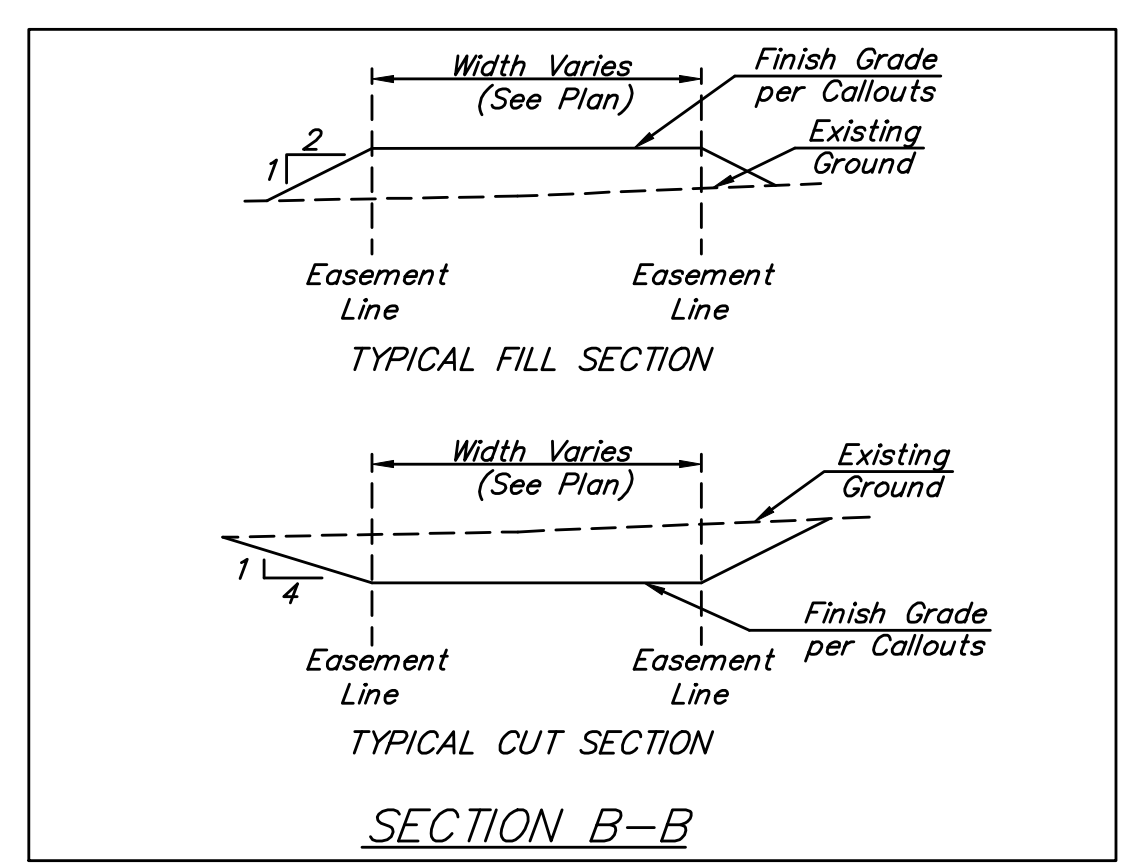 Width Varies
(See Plan)
Finish Grade
per Callouts
Existing
Ground
2
1
Easement
Line
Easement
Line
TYPICAL FILL SECTION
Width Varies
(See Plan)
Existing
Ground
1
4
Finish Grade
per Callouts
Easement
Line
Easement
Line
TYPICAL CUT SECTION
SECTION B-B